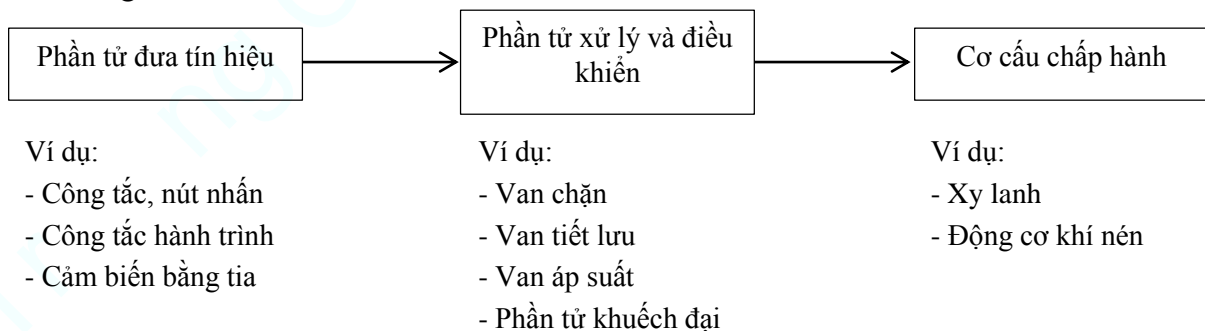 Phần tử đưa tín hiệu
Phần tử xử lý và điều
khiển
Cơ cấu chấp hành
Ví dụ:
- Công tắc, nút nhấn
- Công tắc hành trình
- Cảm biến bằng tia
Ví dụ:
- Van chặn
- Van tiết lưu
- Van áp suất
- Phần tử khuếch đại
Ví dụ:
- Xy lanh
- Động cơ khí nén